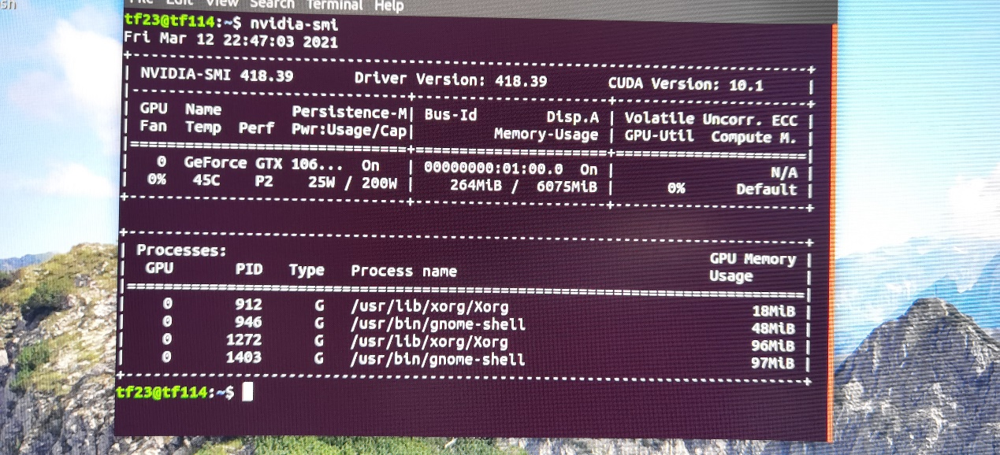 sh
File Edit View Search Terminal Help
tf23@tf114:~$ nvidia-smi
Fri Mar 12 22:47:03 2021
+-----------------------------------------------------------------------------+
| NVIDIA-SMI 418.39       Driver Version: 418.39       CUDA Version: 10.1     |
|-------------------------------+----------------------+----------------------+
| GPU  Name        Persistence-M| Bus-Id        Disp.A | Volatile Uncorr. ECC |
| Fan  Temp  Perf  Pwr:Usage/Cap|         Memory-Usage | GPU-Util  Compute M. |
|===============================+======================+======================|
|   0  GeForce GTX 106...  On   | 00000000:01:00.0  On |                  N/A |
|  0%   45C    P2    25W / 200W |    264MiB /  6075MiB |      0%      Default |
+-------------------------------+----------------------+----------------------+
+-----------------------------------------------------------------------------+
| Processes:                                                       GPU Memory |
|  GPU       PID   Type   Process name                             Usage      |
|=============================================================================|
|    0       912      G   /usr/lib/xorg/Xorg                            18MiB |
|    0       946      G   /usr/bin/gnome-shell                          48MiB |
|    0      1272      G   /usr/lib/xorg/Xorg                            96MiB |
|    0      1403      G   /usr/bin/gnome-shell                          97MiB |
+-----------------------------------------------------------------------------+
tf23@tf114:~$